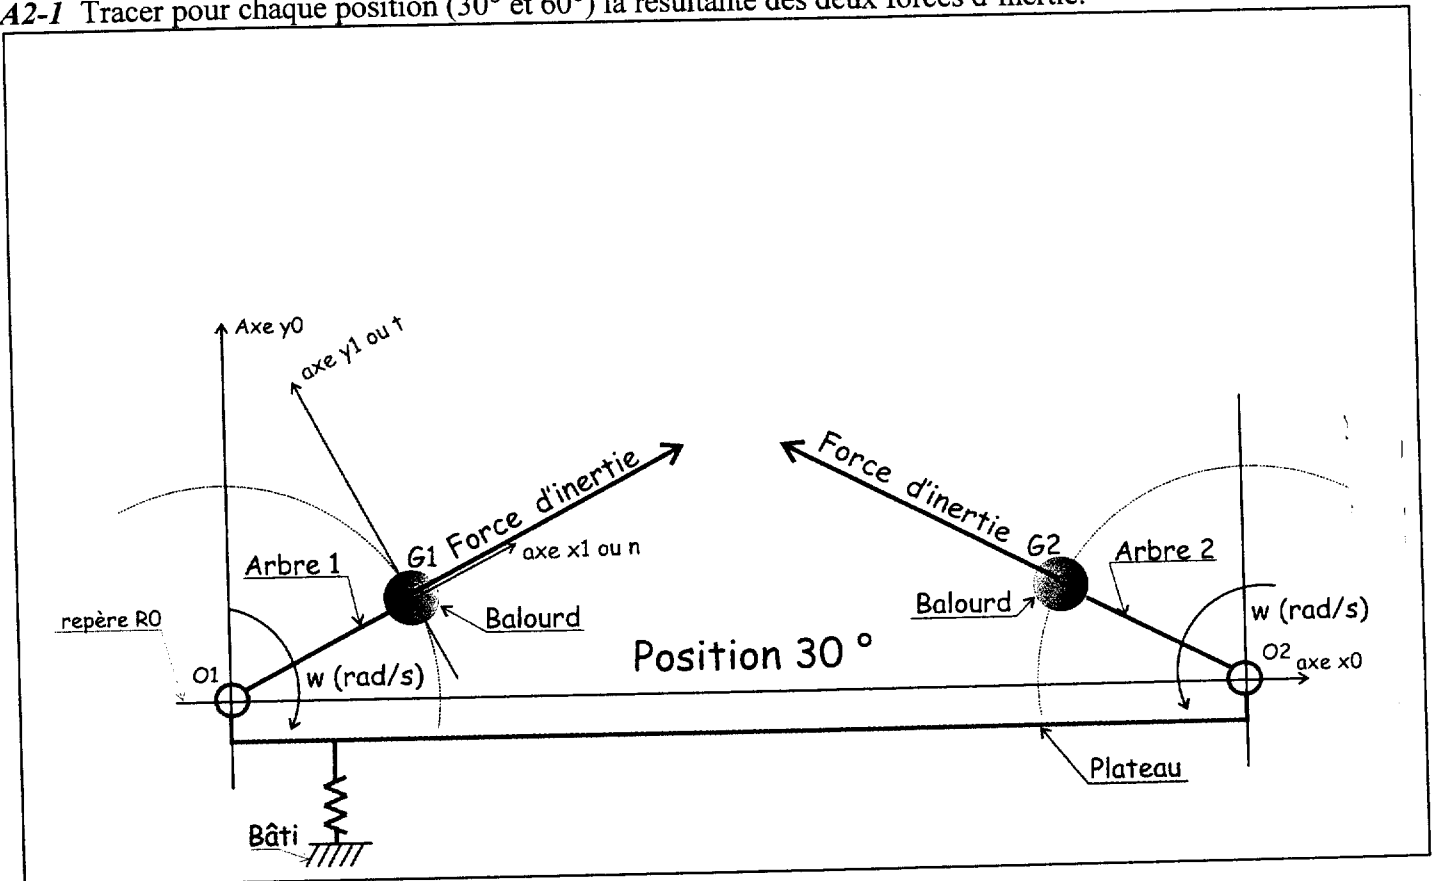 A2-1 Tracer pour chaque position (30° et 60°) la résultante des deux forces d'inertie.
Axe y0
axe y1 ou t
Force d'inertie
Force d'inertie
G1
axe x1 ou n
G2
Arbre 1
Arbre 2
Balourd
Balourd
repère R0
w (rad/s)
Position 30 °
O1
w (rad/s)
O2
axe x0
Plateau
Bâti